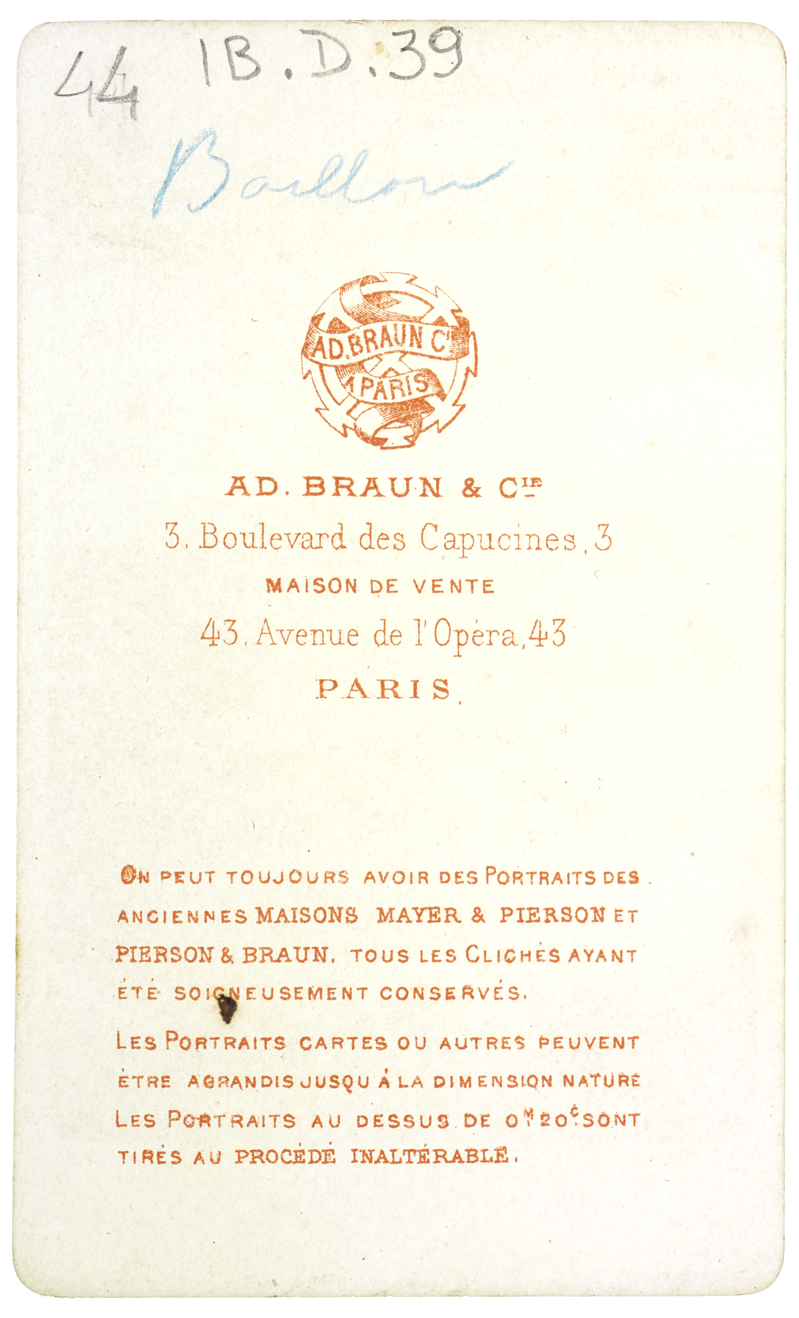 44 1B.D.39
Baillon
AD. BRAUN CIE
PARIS
AD. BRAUN & CIE
3, Boulevard des Capucines, 3
MAISON DE VENTE
43, Avenue de l'Opéra, 43
PARIS.
ON PEUT TOUJOURS AVOIR DES PORTRAITS DES
ANCIENNES MAISONS MAYER & PIERSON ET
PIERSON & BRAUN. TOUS LES CLICHÉS AYANT
ÉTÉ SOIGNEUSEMENT CONSERVÉS.
LES PORTRAITS CARTES OU AUTRES PEUVENT
ÊTRE AGRANDIS JUSQU'À LA DIMENSION NATURE
LES PORTRAITS AU DESSUS DE 0M20C SONT
TIRÉS AU PROCÉDÉ INALTÉRABLE.